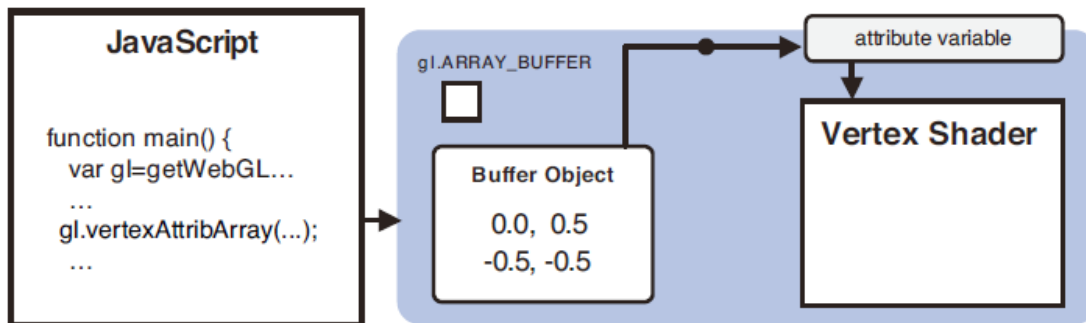 JavaScript
function main() {
var gl=getWebGL…
…
gl.vertexAttribArray(...);
…
gl.ARRAY_BUFFER
Buffer Object
0.0, 0.5
-0.5, -0.5
attribute variable
Vertex Shader